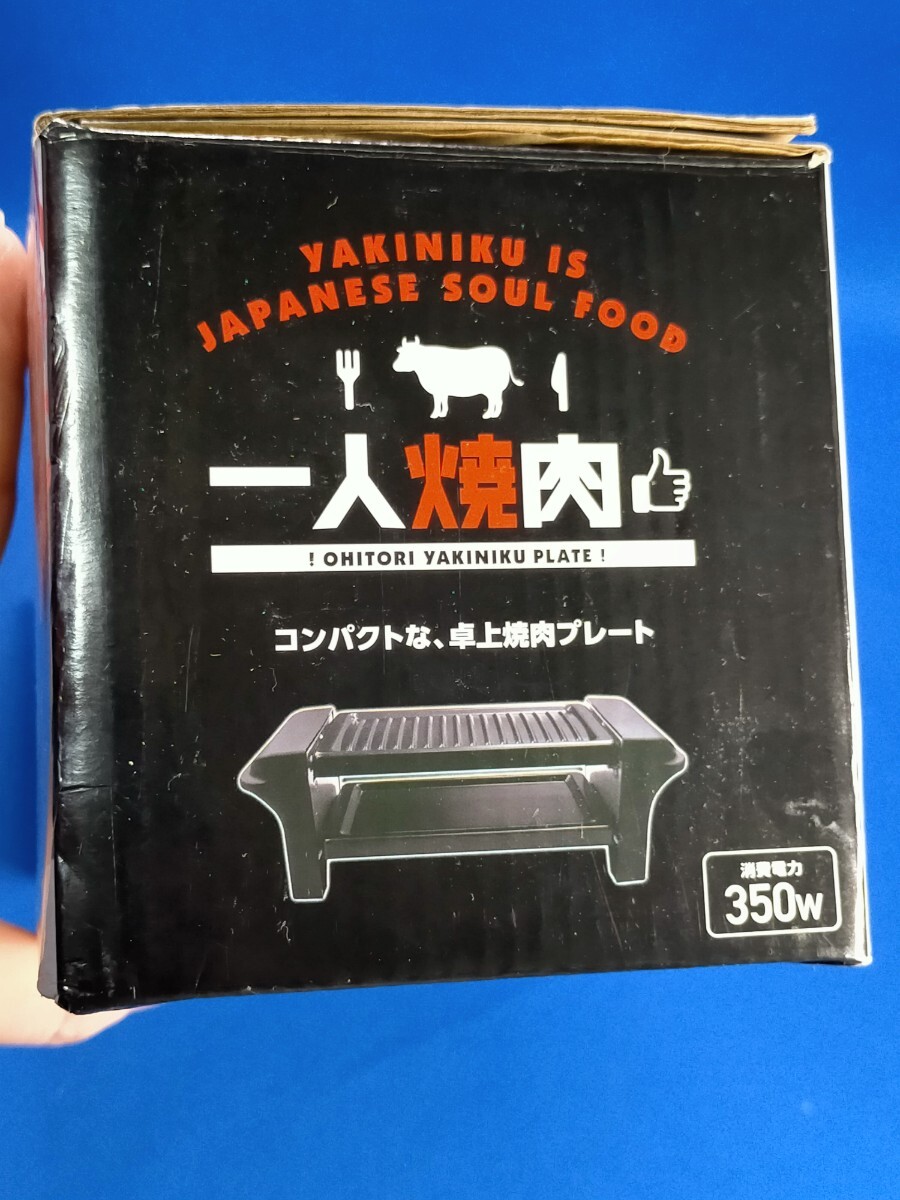 YAKINIKU IS
JAPANESE SOUL FOOD
一人焼肉
! OHITORI YAKINIKU PLATE !
コンパクトな、卓上焼肉プレート
消費電力
350W